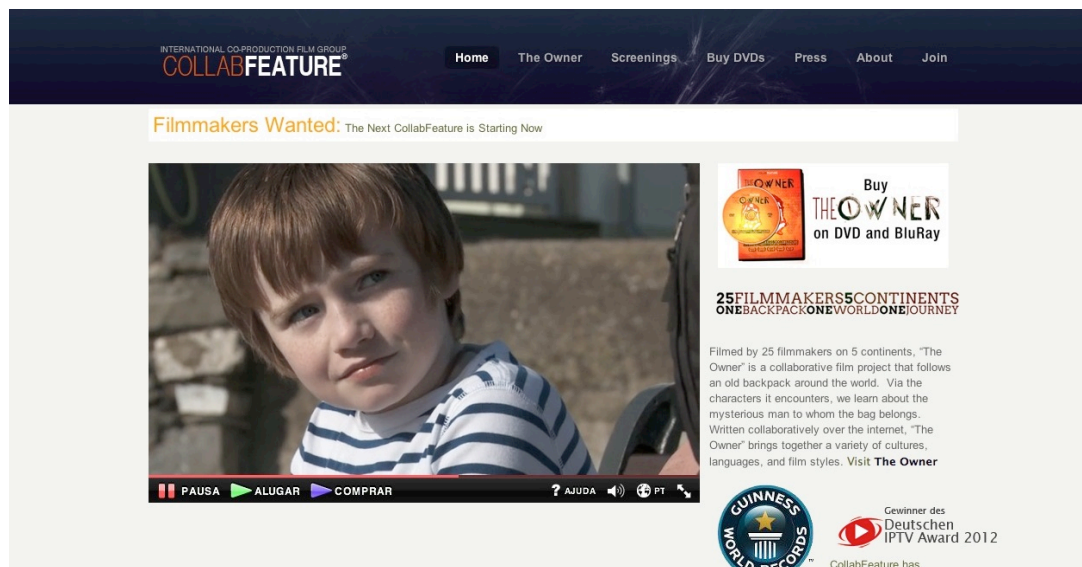 INTERNATIONAL CO-PRODUCTION FILM GROUP
COLLABFEATURE®
Home
The Owner
Screenings
Buy DVDs
Press
About
Join
Filmmakers Wanted: The Next CollabFeature is Starting Now
THE OWNER
OWNER
Buy
THE OWNER
on DVD and BluRay
25FILMMAKERS5CONTINENTS
ONEBACKPACKONEWORLDONEJOURNEY
Filmed by 25 filmmakers on 5 continents, "The
Owner" is a collaborative film project that follows
an old backpack around the world. Via the
characters it encounters, we learn about the
mysterious man to whom the bag belongs.
Written collaboratively over the internet, "The
Owner" brings together a variety of cultures,
languages, and film styles. Visit The Owner
PAUSA
ALUGAR
COMPRAR
? AJUDA
PT
GUINNESS
WORLD RECORDS
™
Gewinner des
Deutschen
IPTV Award 2012
CollabFeature has